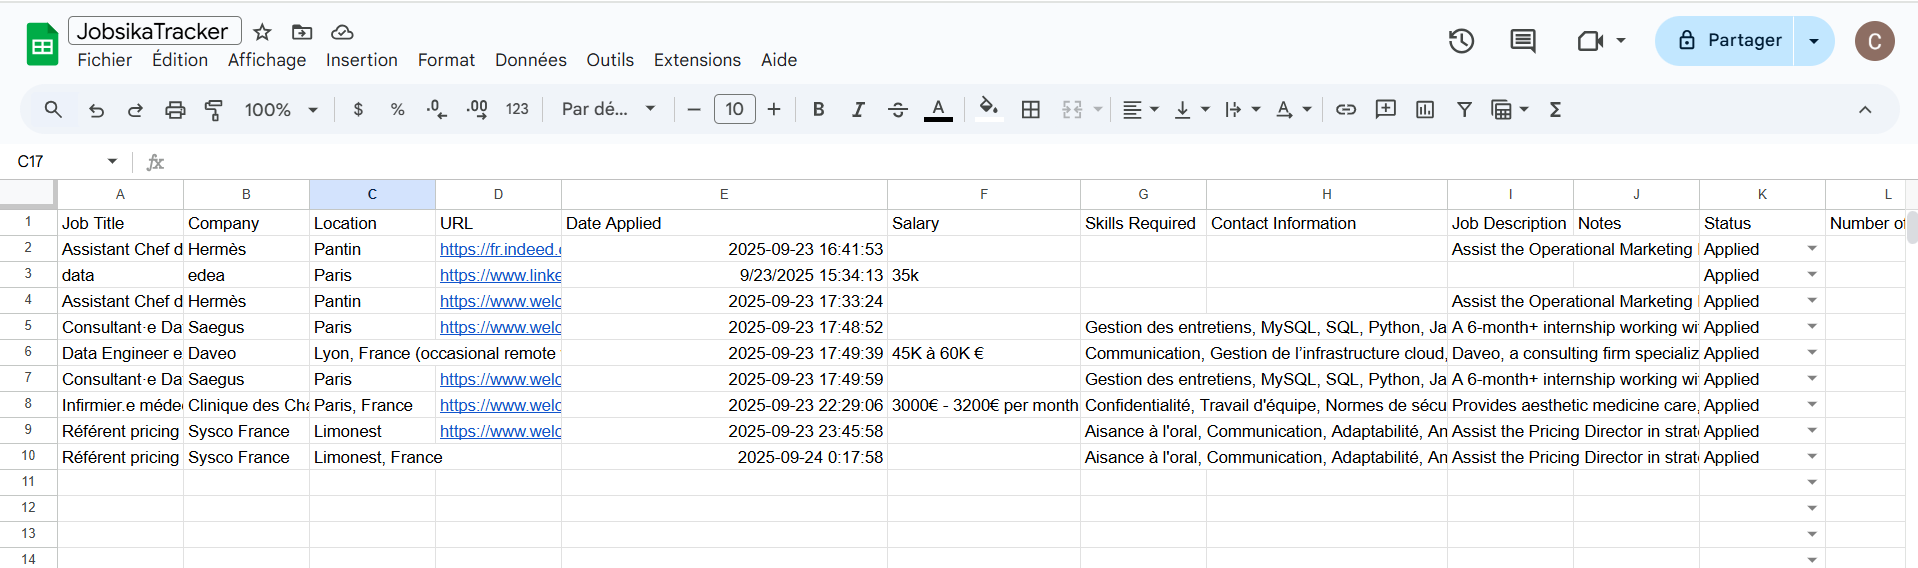 JobsikaTracker
Fichier Édition Affichage Insertion Format Données Outils Extensions Aide
Partager
C
100% $ % .0 .00 123 Par dé... 10 B I A Σ
C17 fx
A B C D E F G H I J K L
1 Job Title Company Location URL Date Applied Salary Skills Required Contact Information Job Description Notes Status Number of
2 Assistant Chef d Hermès Pantin https://fr.indeed. 2025-09-23 16:41:53 Assist the Operational Marketing Applied
3 data edea Paris https://www.linke 9/23/2025 15:34:13 35k Applied
4 Assistant Chef d Hermès Pantin https://www.welc 2025-09-23 17:33:24 Assist the Operational Marketing Applied
5 Consultant·e Da Saegus Paris https://www.welc 2025-09-23 17:48:52 Gestion des entretiens, MySQL, SQL, Python, Ja A 6-month+ internship working wi Applied
6 Data Engineer e Daveo Lyon, France (occasional remote 2025-09-23 17:49:39 45K à 60K € Communication, Gestion de l’infrastructure cloud, Daveo, a consulting firm specializ Applied
7 Consultant·e Da Saegus Paris https://www.welc 2025-09-23 17:49:59 Gestion des entretiens, MySQL, SQL, Python, Ja A 6-month+ internship working wi Applied
8 Infirmier.e méde Clinique des Cha Paris, France https://www.welc 2025-09-23 22:29:06 3000€ - 3200€ per month Confidentialité, Travail d'équipe, Normes de sécu Provides aesthetic medicine care, Applied
9 Référent pricing Sysco France Limonest https://www.welc 2025-09-23 23:45:58 Aisance à l'oral, Communication, Adaptabilité, An Assist the Pricing Director in strat Applied
10 Référent pricing Sysco France Limonest, France 2025-09-24 0:17:58 Aisance à l'oral, Communication, Adaptabilité, An Assist the Pricing Director in strat Applied
11
12
13
14